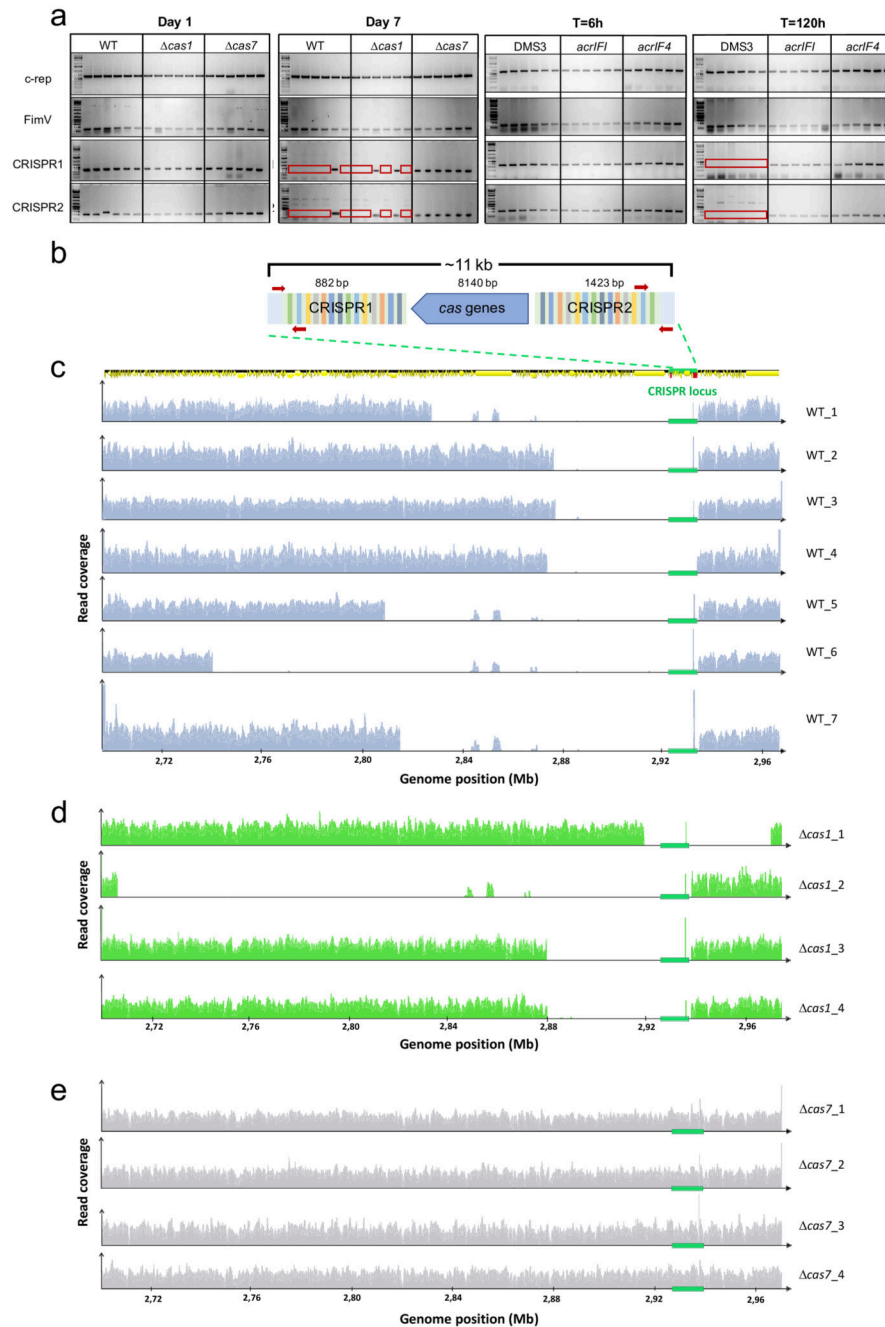 a
Day 1
Day 7
T=6h
T=120h
WT Δcas1 Δcas7 WT Δcas1 Δcas7 DMS3 acrIFI acrIF4 DMS3 acrIFI acrIF4
c-rep
FimV
CRISPR1
CRISPR2
b
~11 kb
882 bp 8140 bp 1423 bp
CRISPR1 cas genes CRISPR2
c
CRISPR locus
WT_1
WT_2
WT_3
WT_4
WT_5
WT_6
WT_7
Read coverage
2,72 2,76 2,80 2,84 2,88 2,92 2,96
Genome position (Mb)
d
Δcas1_1
Δcas1_2
Δcas1_3
Δcas1_4
Read coverage
2,72 2,76 2,80 2,84 2,88 2,92 2,96
Genome position (Mb)
e
Δcas7_1
Δcas7_2
Δcas7_3
Δcas7_4
Read coverage
2,72 2,76 2,80 2,84 2,88 2,92 2,96
Genome position (Mb)